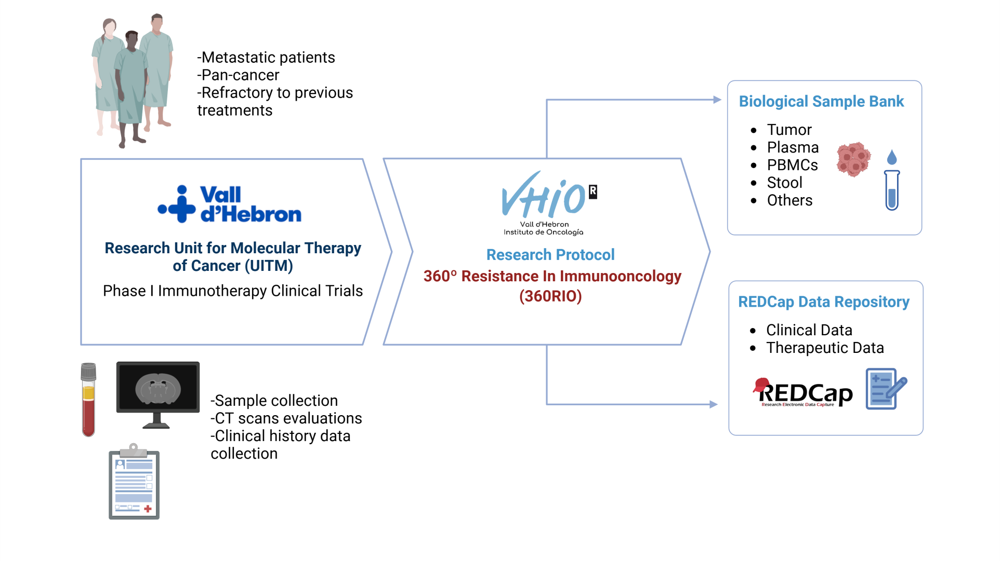 -Metastatic patients
-Pan-cancer
-Refractory to previous
treatments
Vall
d'Hebron
Research Unit for Molecular Therapy
of Cancer (UITM)
Phase I Immunotherapy Clinical Trials
-Sample collection
-CT scans evaluations
-Clinical history data
collection
VHIO R
Vall d'Hebron
Instituto de Oncología
Research Protocol
360º Resistance In Immunooncology
(360RIO)
Biological Sample Bank
• Tumor
• Plasma
• PBMCs
• Stool
• Others
REDCap Data Repository
• Clinical Data
• Therapeutic Data
REDCap
Research Electronic Data Capture